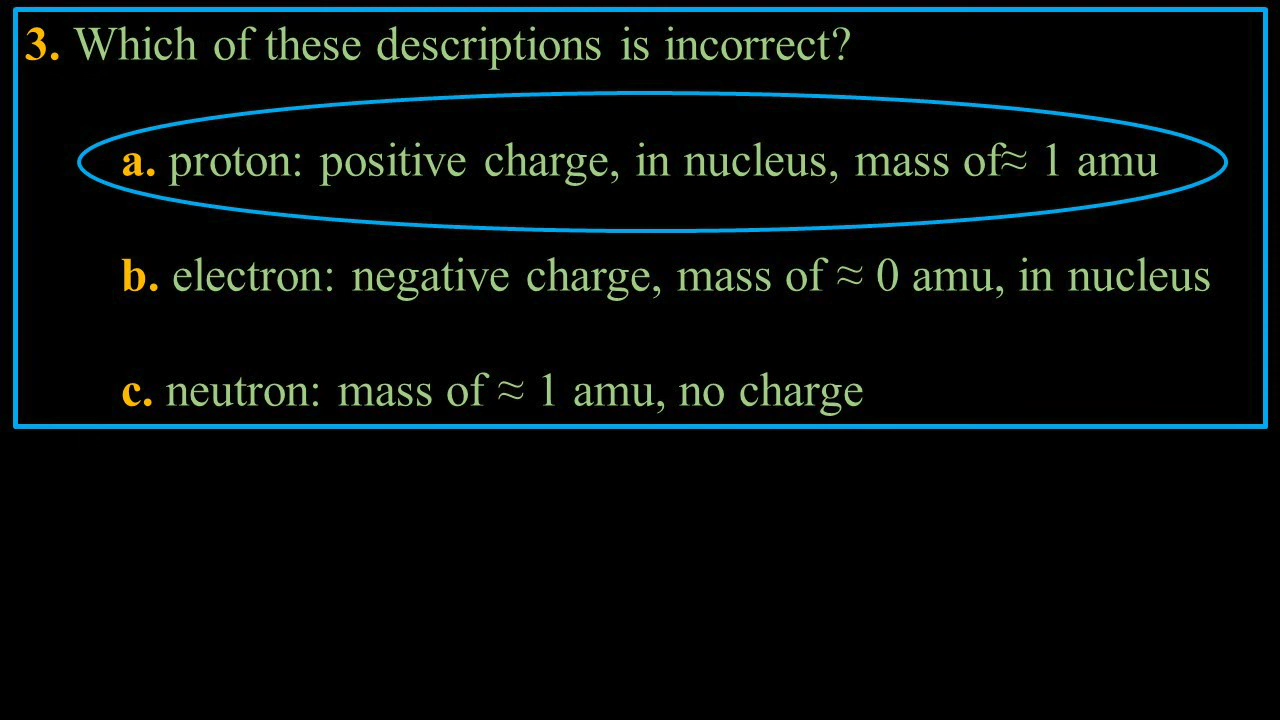 3. Which of these descriptions is incorrect?
a. proton: positive charge, in nucleus, mass of≈ 1 amu
b. electron: negative charge, mass of ≈ 0 amu, in nucleus
c. neutron: mass of ≈ 1 amu, no charge